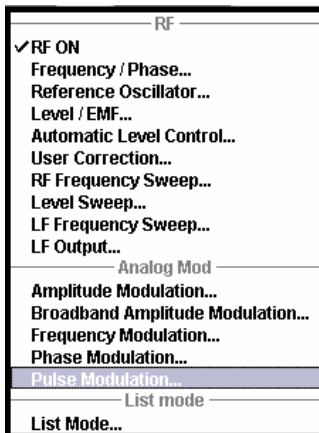 RF
RF ON
Frequency / Phase...
Reference Oscillator...
Level / EMF...
Automatic Level Control...
User Correction...
RF Frequency Sweep...
Level Sweep...
LF Frequency Sweep...
LF Output...
Analog Mod
Amplitude Modulation...
Broadband Amplitude Modulation...
Frequency Modulation...
Phase Modulation...
Pulse Modulation...
List mode
List Mode...